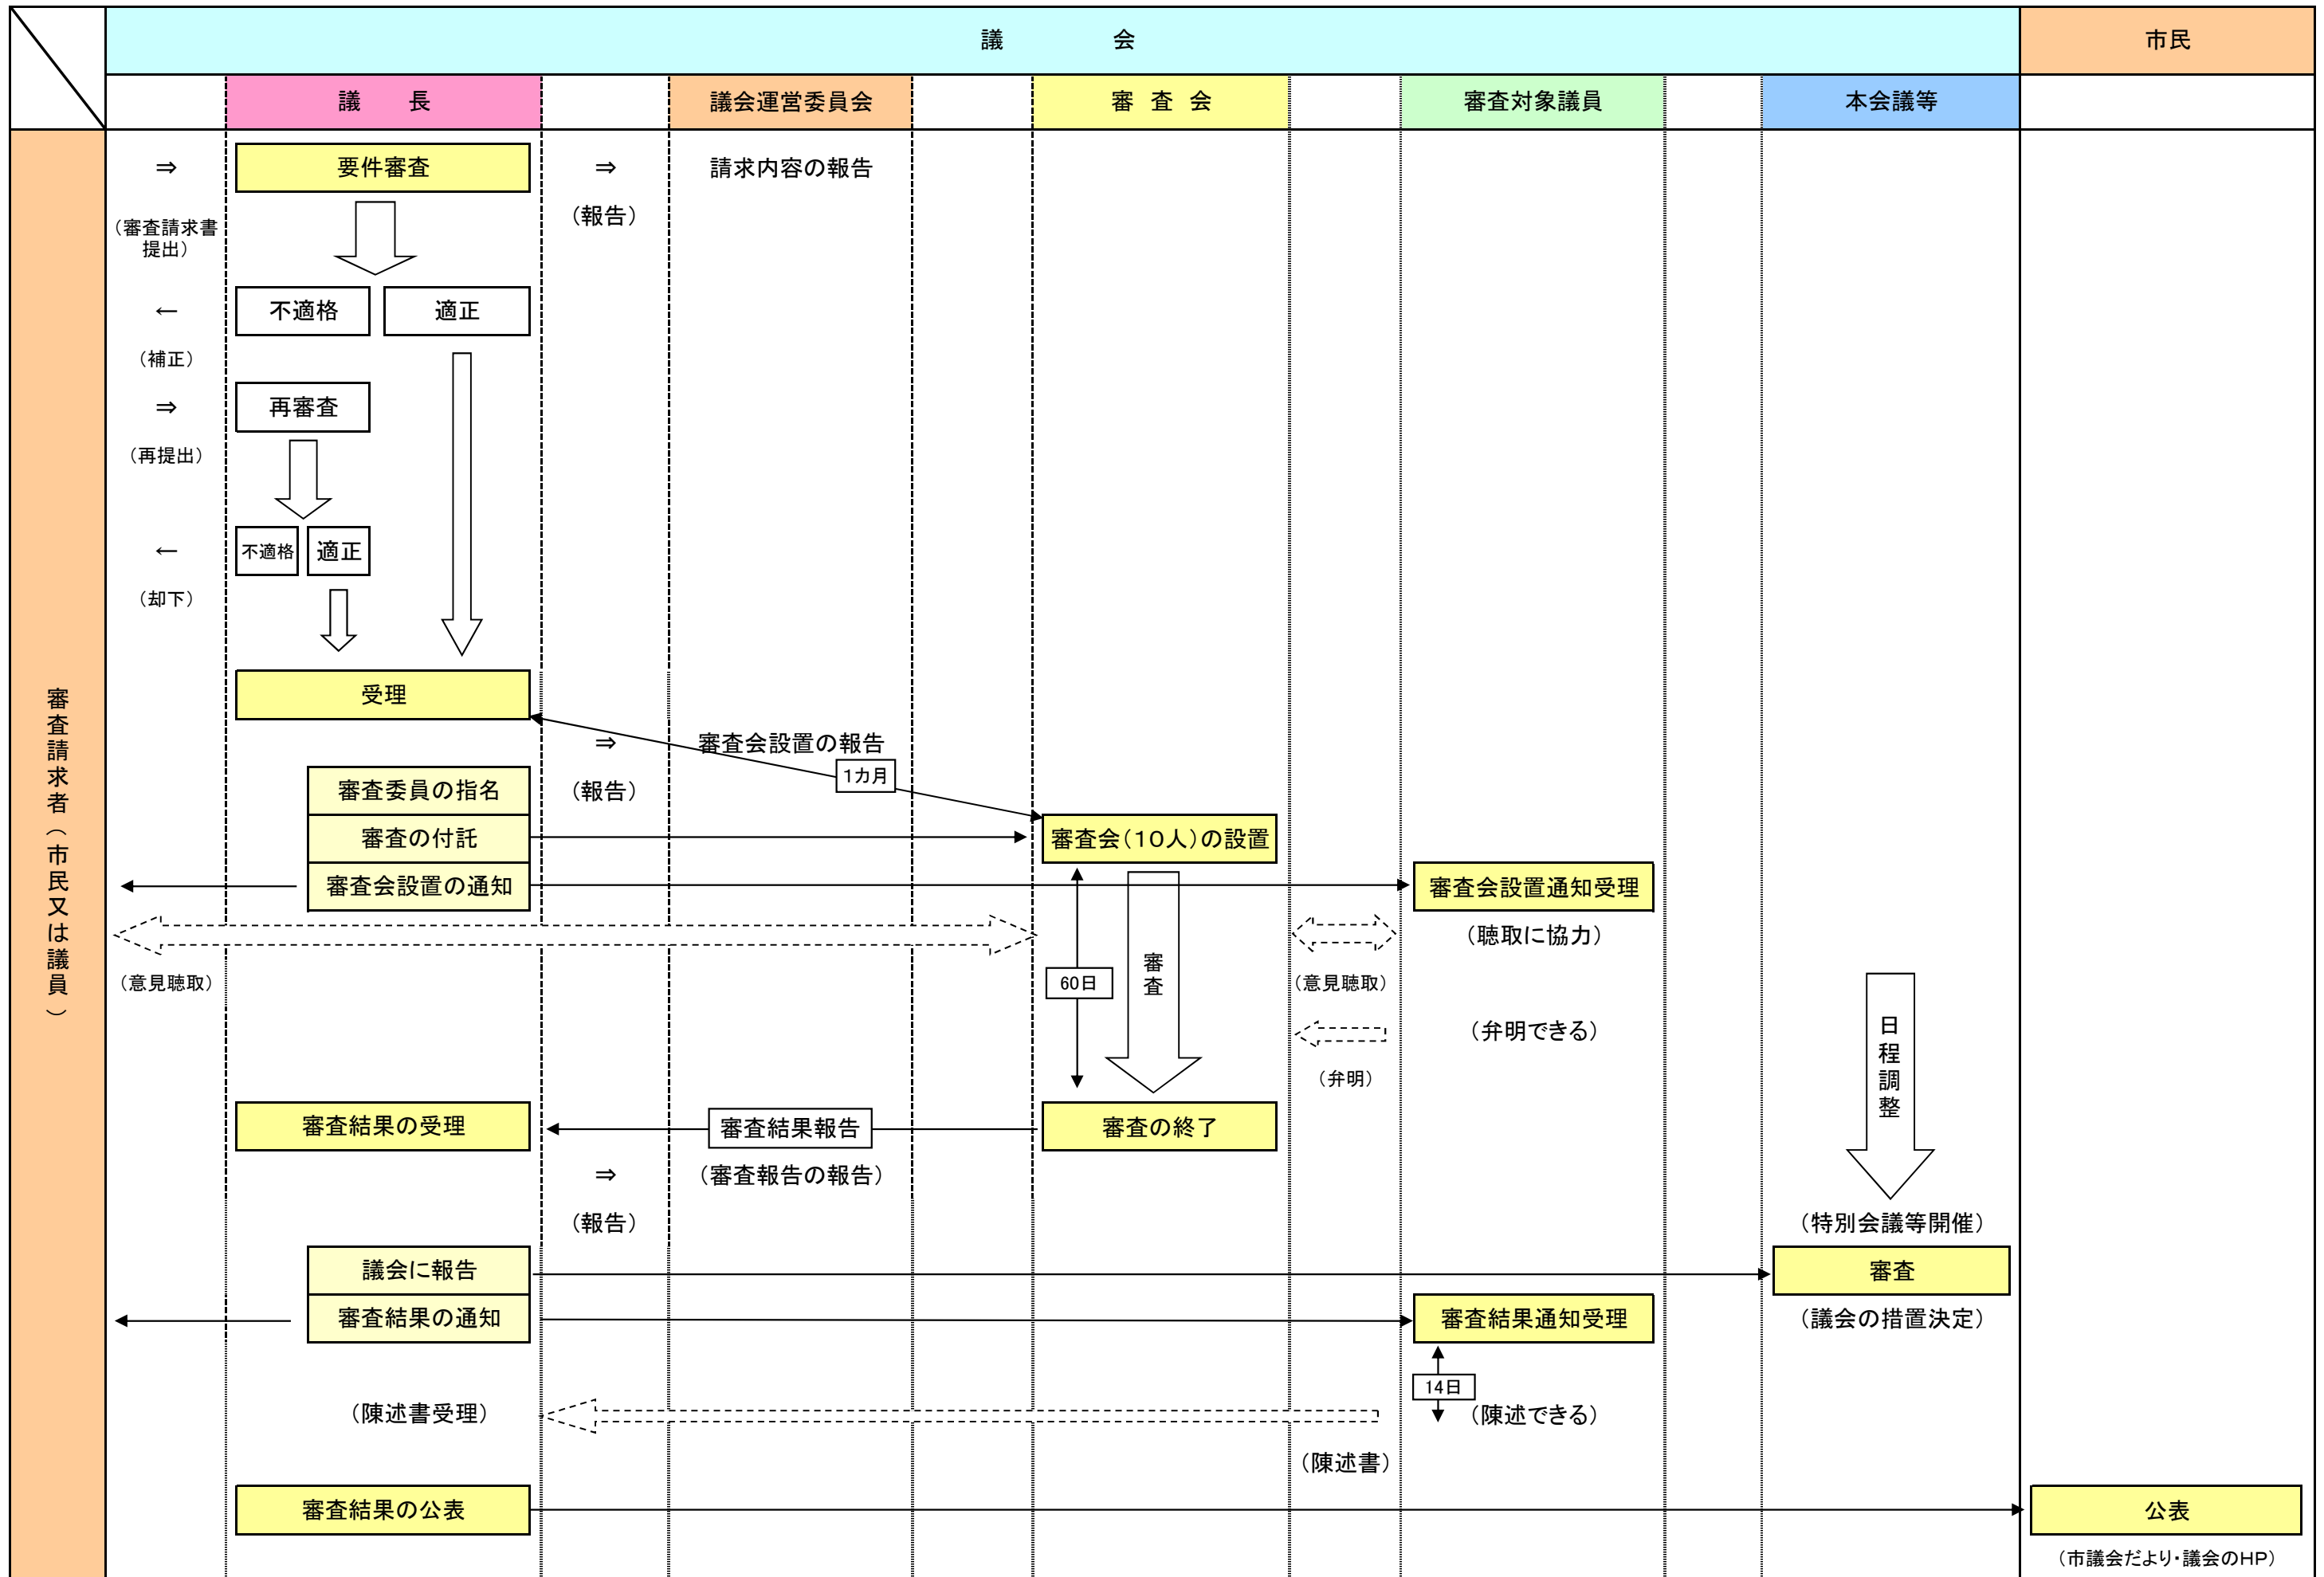 議　　　　　会
市民
議　　長
議会運営委員会
審　査　会
審査対象議員
本会議等
⇒
要件審査
⇒
請求内容の報告
（報告）
（審査請求書
提出）
←
不適格
適正
（補正）
⇒
再審査
（再提出）
←
不適格
適正
（却下）
審査請求者（市民又は議員）
受理
⇒
審査会設置の報告
1カ月
（報告）
審査委員の指名
審査の付託
審査会（10人）の設置
審査会設置の通知
審査会設置通知受理
（聴取に協力）
（意見聴取）
60日
審査
（意見聴取）
（弁明できる）
（弁明）
日程調整
審査結果の受理
審査結果報告
審査の終了
⇒
（審査報告の報告）
（報告）
（特別会議等開催）
議会に報告
審査
審査結果の通知
審査結果通知受理
（議会の措置決定）
14日
（陳述書受理）
（陳述できる）
（陳述書）
審査結果の公表
公表
（市議会だより・議会のHP）